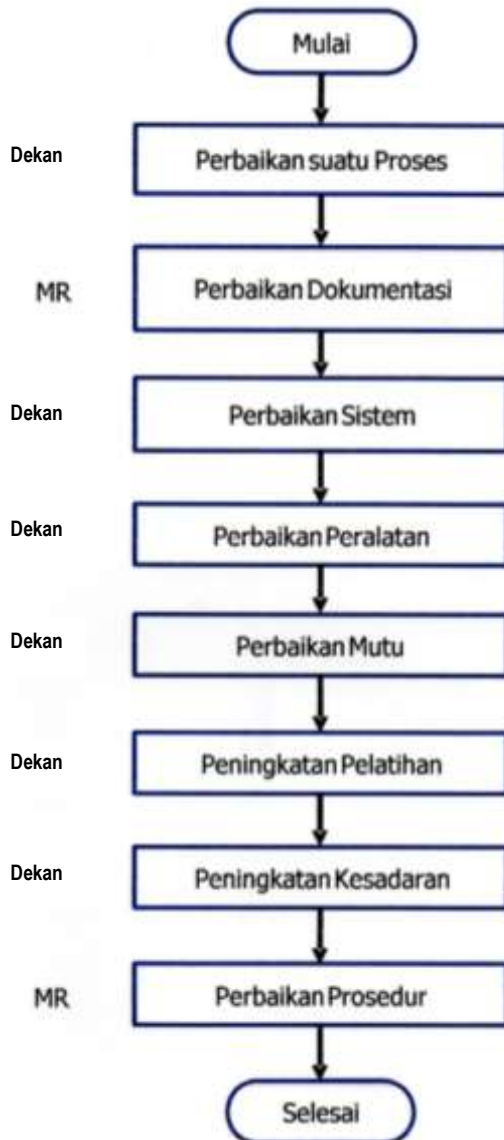 Mulai
Dekan
Perbaikan suatu Proses
MR
Perbaikan Dokumentasi
Dekan
Perbaikan Sistem
Dekan
Perbaikan Peralatan
Dekan
Perbaikan Mutu
Dekan
Peningkatan Pelatihan
Dekan
Peningkatan Kesadaran
MR
Perbaikan Prosedur
Selesai